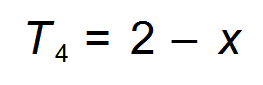 T₄ = 2 – x